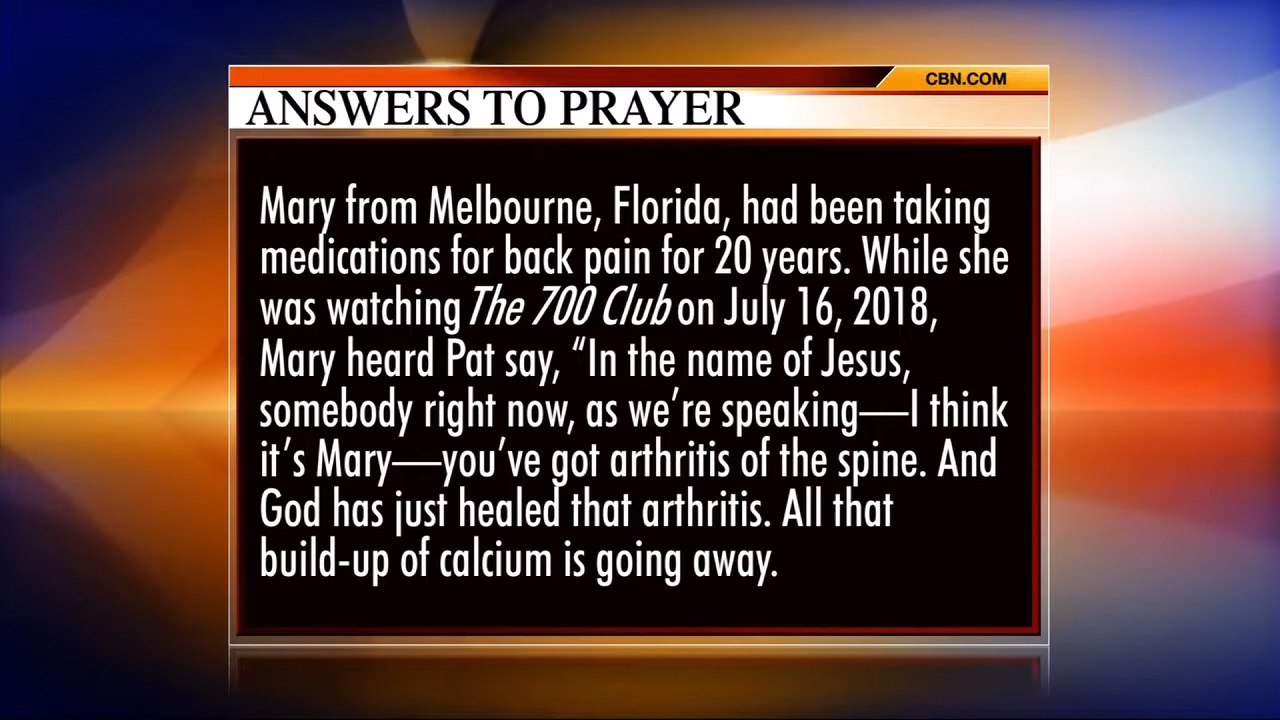 CBN.COM
ANSWERS TO PRAYER
Mary from Melbourne, Florida, had been taking
medications for back pain for 20 years. While she
was watching The 700 Club on July 16, 2018,
Mary heard Pat say, “In the name of Jesus,
somebody right now, as we’re speaking—I think
it’s Mary—you’ve got arthritis of the spine. And
God has just healed that arthritis. All that
build-up of calcium is going away.